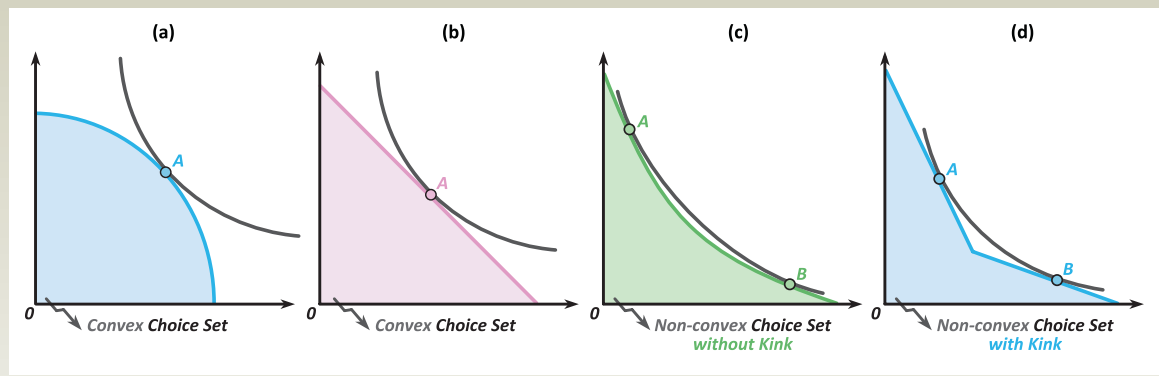 (a)
(b)
(c)
(d)
A
A
A
B
A
B
0
0
0
0
Convex Choice Set
Convex Choice Set
Non-convex Choice Set
without Kink
Non-convex Choice Set
with Kink